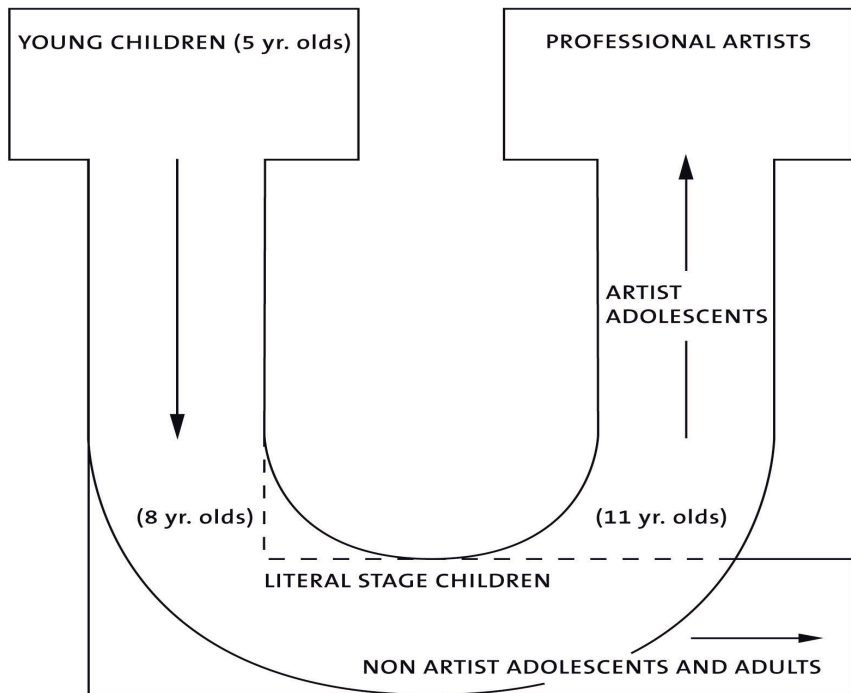 YOUNG CHILDREN (5 yr. olds)
PROFESSIONAL ARTISTS
ARTIST
ADOLESCENTS
(8 yr. olds)
(11 yr. olds)
LITERAL STAGE CHILDREN
NON ARTIST ADOLESCENTS AND ADULTS